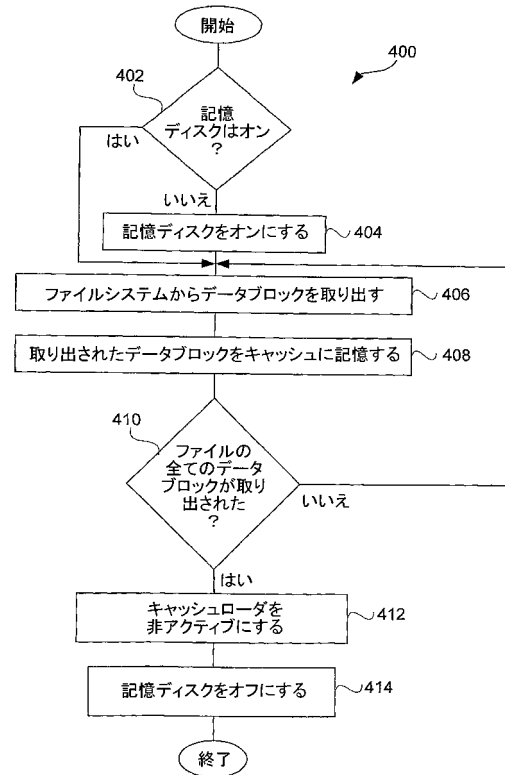 開始
400
402
記憶
ディスクはオン
?
はい
いいえ
記憶ディスクをオンにする
404
ファイルシステムからデータブロックを取り出す
406
取り出されたデータブロックをキャッシュに記憶する
408
410
ファイルの
全てのデータ
ブロックが取り
出された
?
いいえ
はい
キャッシュローダを
非アクティブにする
412
記憶ディスクをオフにする
414
終了